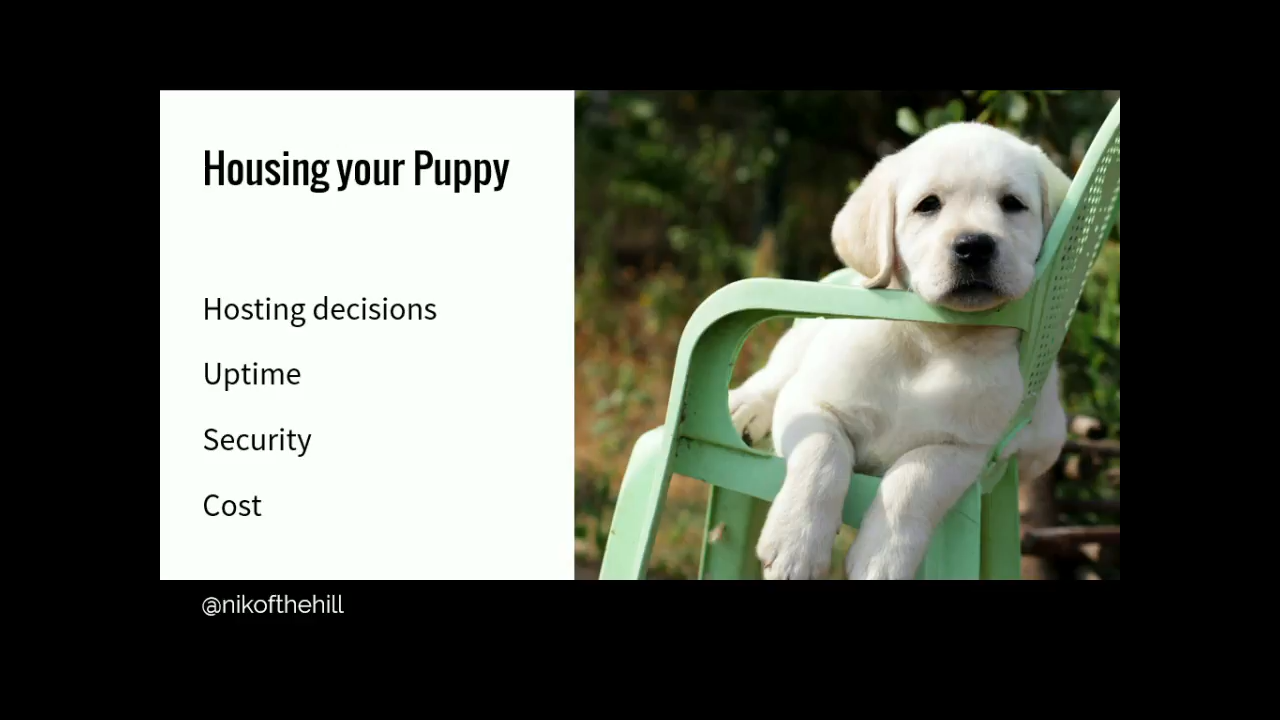 Housing your Puppy
Hosting decisions
Uptime
Security
Cost
@nikofthehill